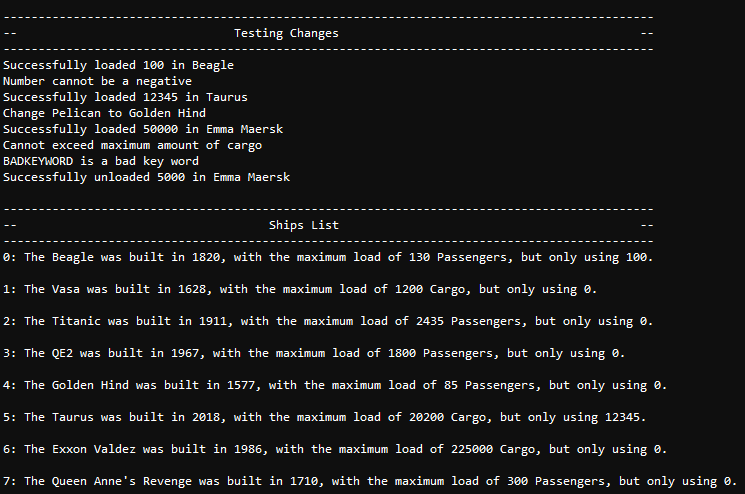 ---------------------------------------------------------------------------------------------
--                               Testing Changes                                           --
---------------------------------------------------------------------------------------------
Successfully loaded 100 in Beagle
Number cannot be a negative
Successfully loaded 12345 in Taurus
Change Pelican to Golden Hind
Successfully loaded 50000 in Emma Maersk
Cannot exceed maximum amount of cargo
BADKEYWORD is a bad key word
Successfully unloaded 5000 in Emma Maersk
---------------------------------------------------------------------------------------------
--                                    Ships List                                           --
---------------------------------------------------------------------------------------------
0: The Beagle was built in 1820, with the maximum load of 130 Passengers, but only using 100.
1: The Vasa was built in 1628, with the maximum load of 1200 Cargo, but only using 0.
2: The Titanic was built in 1911, with the maximum load of 2435 Passengers, but only using 0.
3: The QE2 was built in 1967, with the maximum load of 1800 Passengers, but only using 0.
4: The Golden Hind was built in 1577, with the maximum load of 85 Passengers, but only using 0.
5: The Taurus was built in 2018, with the maximum load of 20200 Cargo, but only using 12345.
6: The Exxon Valdez was built in 1986, with the maximum load of 225000 Cargo, but only using 0.
7: The Queen Anne's Revenge was built in 1710, with the maximum load of 300 Passengers, but only using 0.